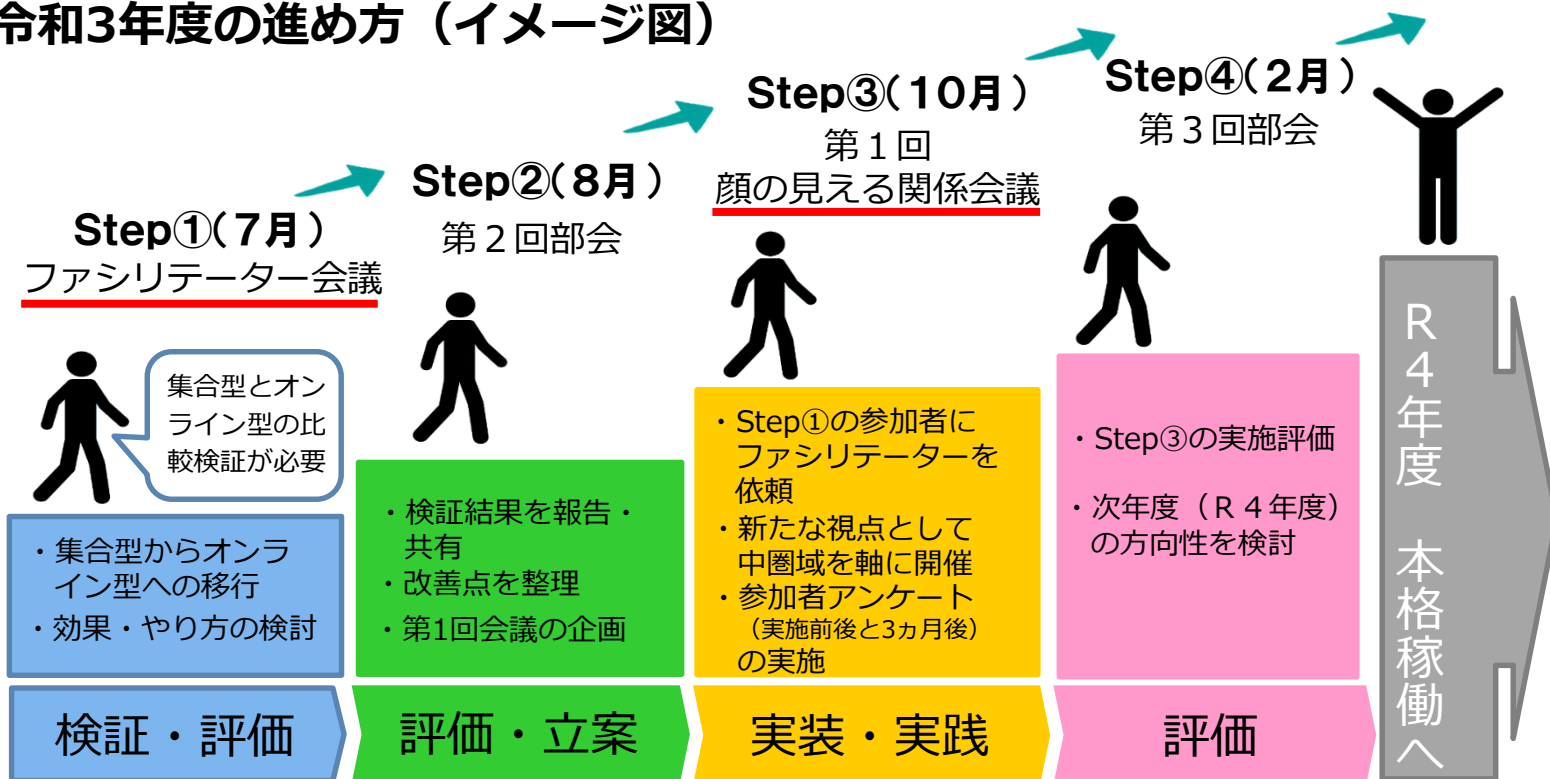 令和3年度の進め方（イメージ図）
Step①(７月)
ファシリテーター会議
集合型とオン
ライン型の比
較検証が必要
・集合型からオンラ
イン型への移行
・効果・やり方の検討
検証・評価
Step②(８月)
第２回部会
・検証結果を報告・
共有
・改善点を整理
・第1回会議の企画
評価・立案
Step③(１０月)
第１回
顔の見える関係会議
・Step①の参加者に
ファシリテーターを
依頼
・新たな視点として
中圏域を軸に開催
・参加者アンケート
（実施前後と3ヵ月後）
の実施
実装・実践
Step④(２月)
第３回部会
・Step③の実施評価
・次年度（Ｒ４年度）
の方向性を検討
評価
Ｒ４年度　本格稼働へ